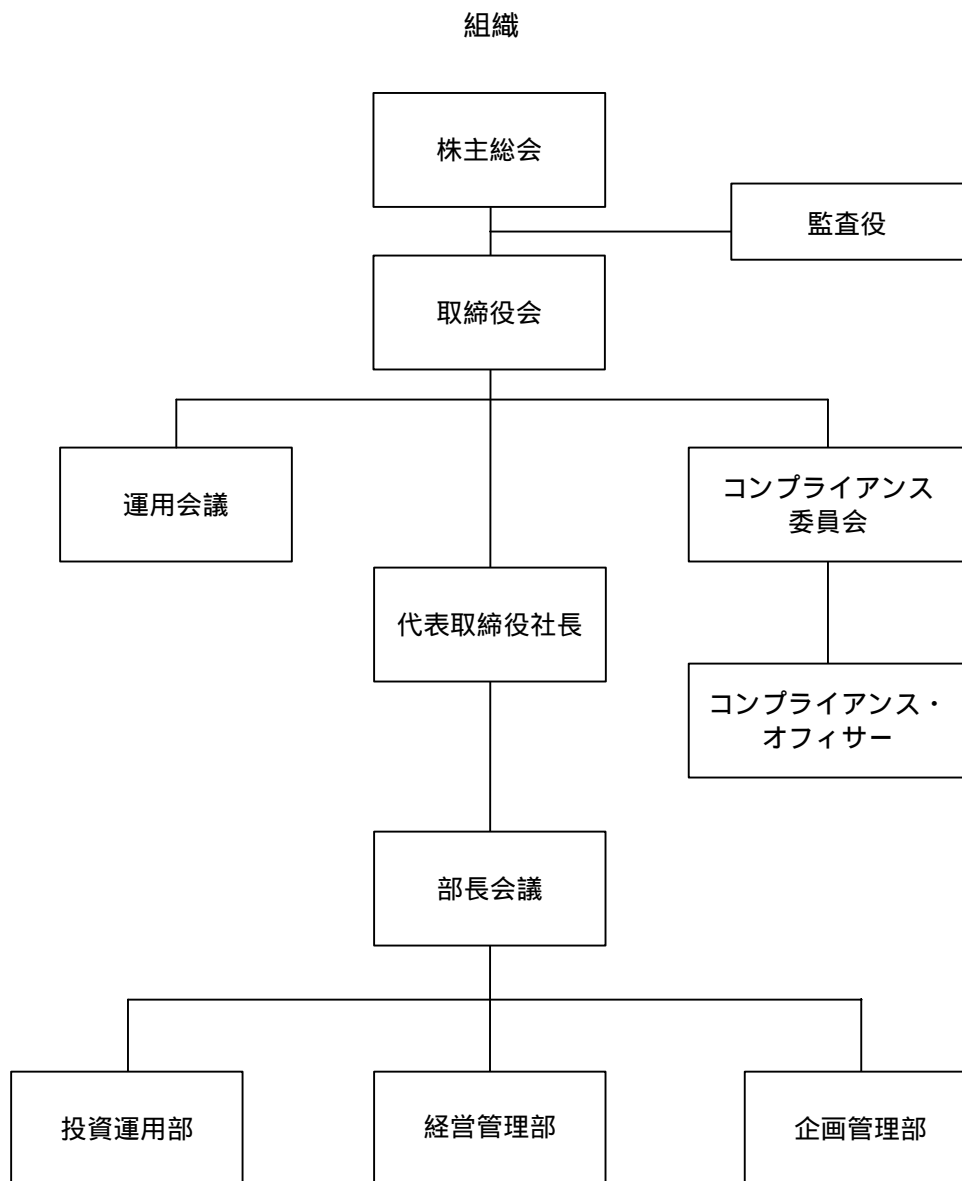 組織
株主総会
監査役
取締役会
運用会議
コンプライアンス
委員会
代表取締役社長
コンプライアンス・
オフィサー
部長会議
投資運用部
経営管理部
企画管理部